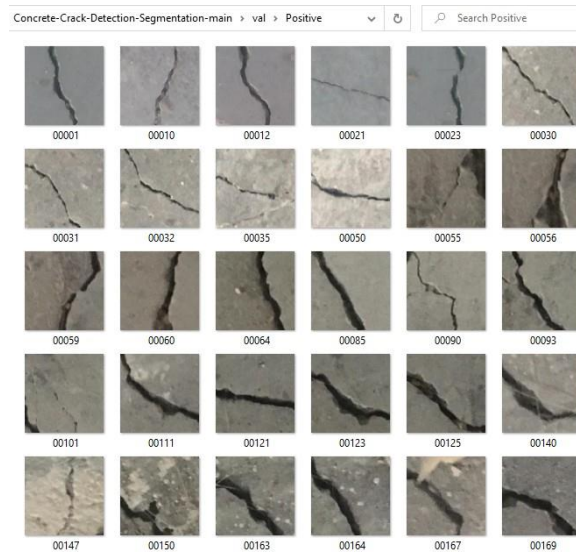 Concrete-Crack-Detection-Segmentation-main > val > Positive Search Positive
00001 00010 00012 00021 00023 00030
00031 00032 00035 00050 00055 00056
00059 00060 00064 00085 00090 00093
00101 00111 00121 00123 00125 00140
00147 00150 00163 00164 00167 00169